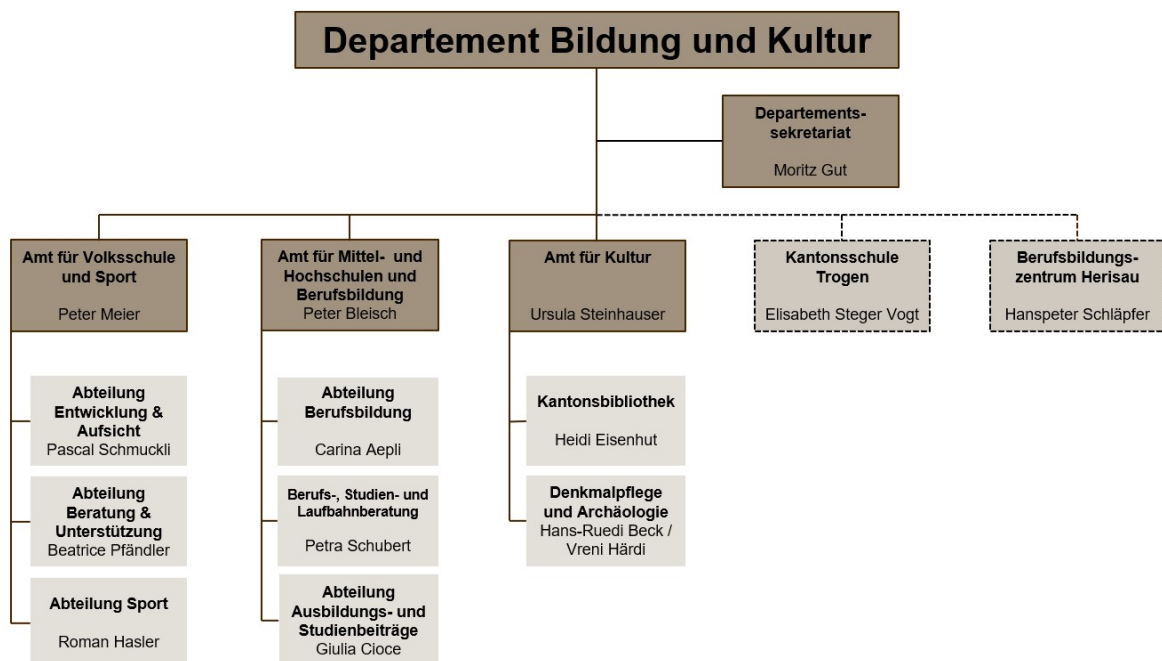 Departement Bildung und Kultur
Departements-
sekretariat
Moritz Gut
Amt für Volksschule
und Sport
Peter Meier
Amt für Mittel- und
Hochschulen und
Berufsbildung
Peter Bleisch
Amt für Kultur
Ursula Steinhauser
Kantonsschule
Trogen
Elisabeth Steger Vogt
Berufsbildungs-
zentrum Herisau
Hanspeter Schläpfer
Abteilung
Entwicklung &
Aufsicht
Pascal Schmuckli
Abteilung
Beratung &
Unterstützung
Beatrice Pfändler
Abteilung Sport
Roman Hasler
Abteilung
Berufsbildung
Carina Aepli
Berufs-, Studien- und
Laufbahnberatung
Petra Schubert
Abteilung
Ausbildungs- und
Studienbeiträge
Giulia Cioce
Kantonsbibliothek
Heidi Eisenhut
Denkmalpflege
und Archäologie
Hans-Ruedi Beck /
Vreni Härdi